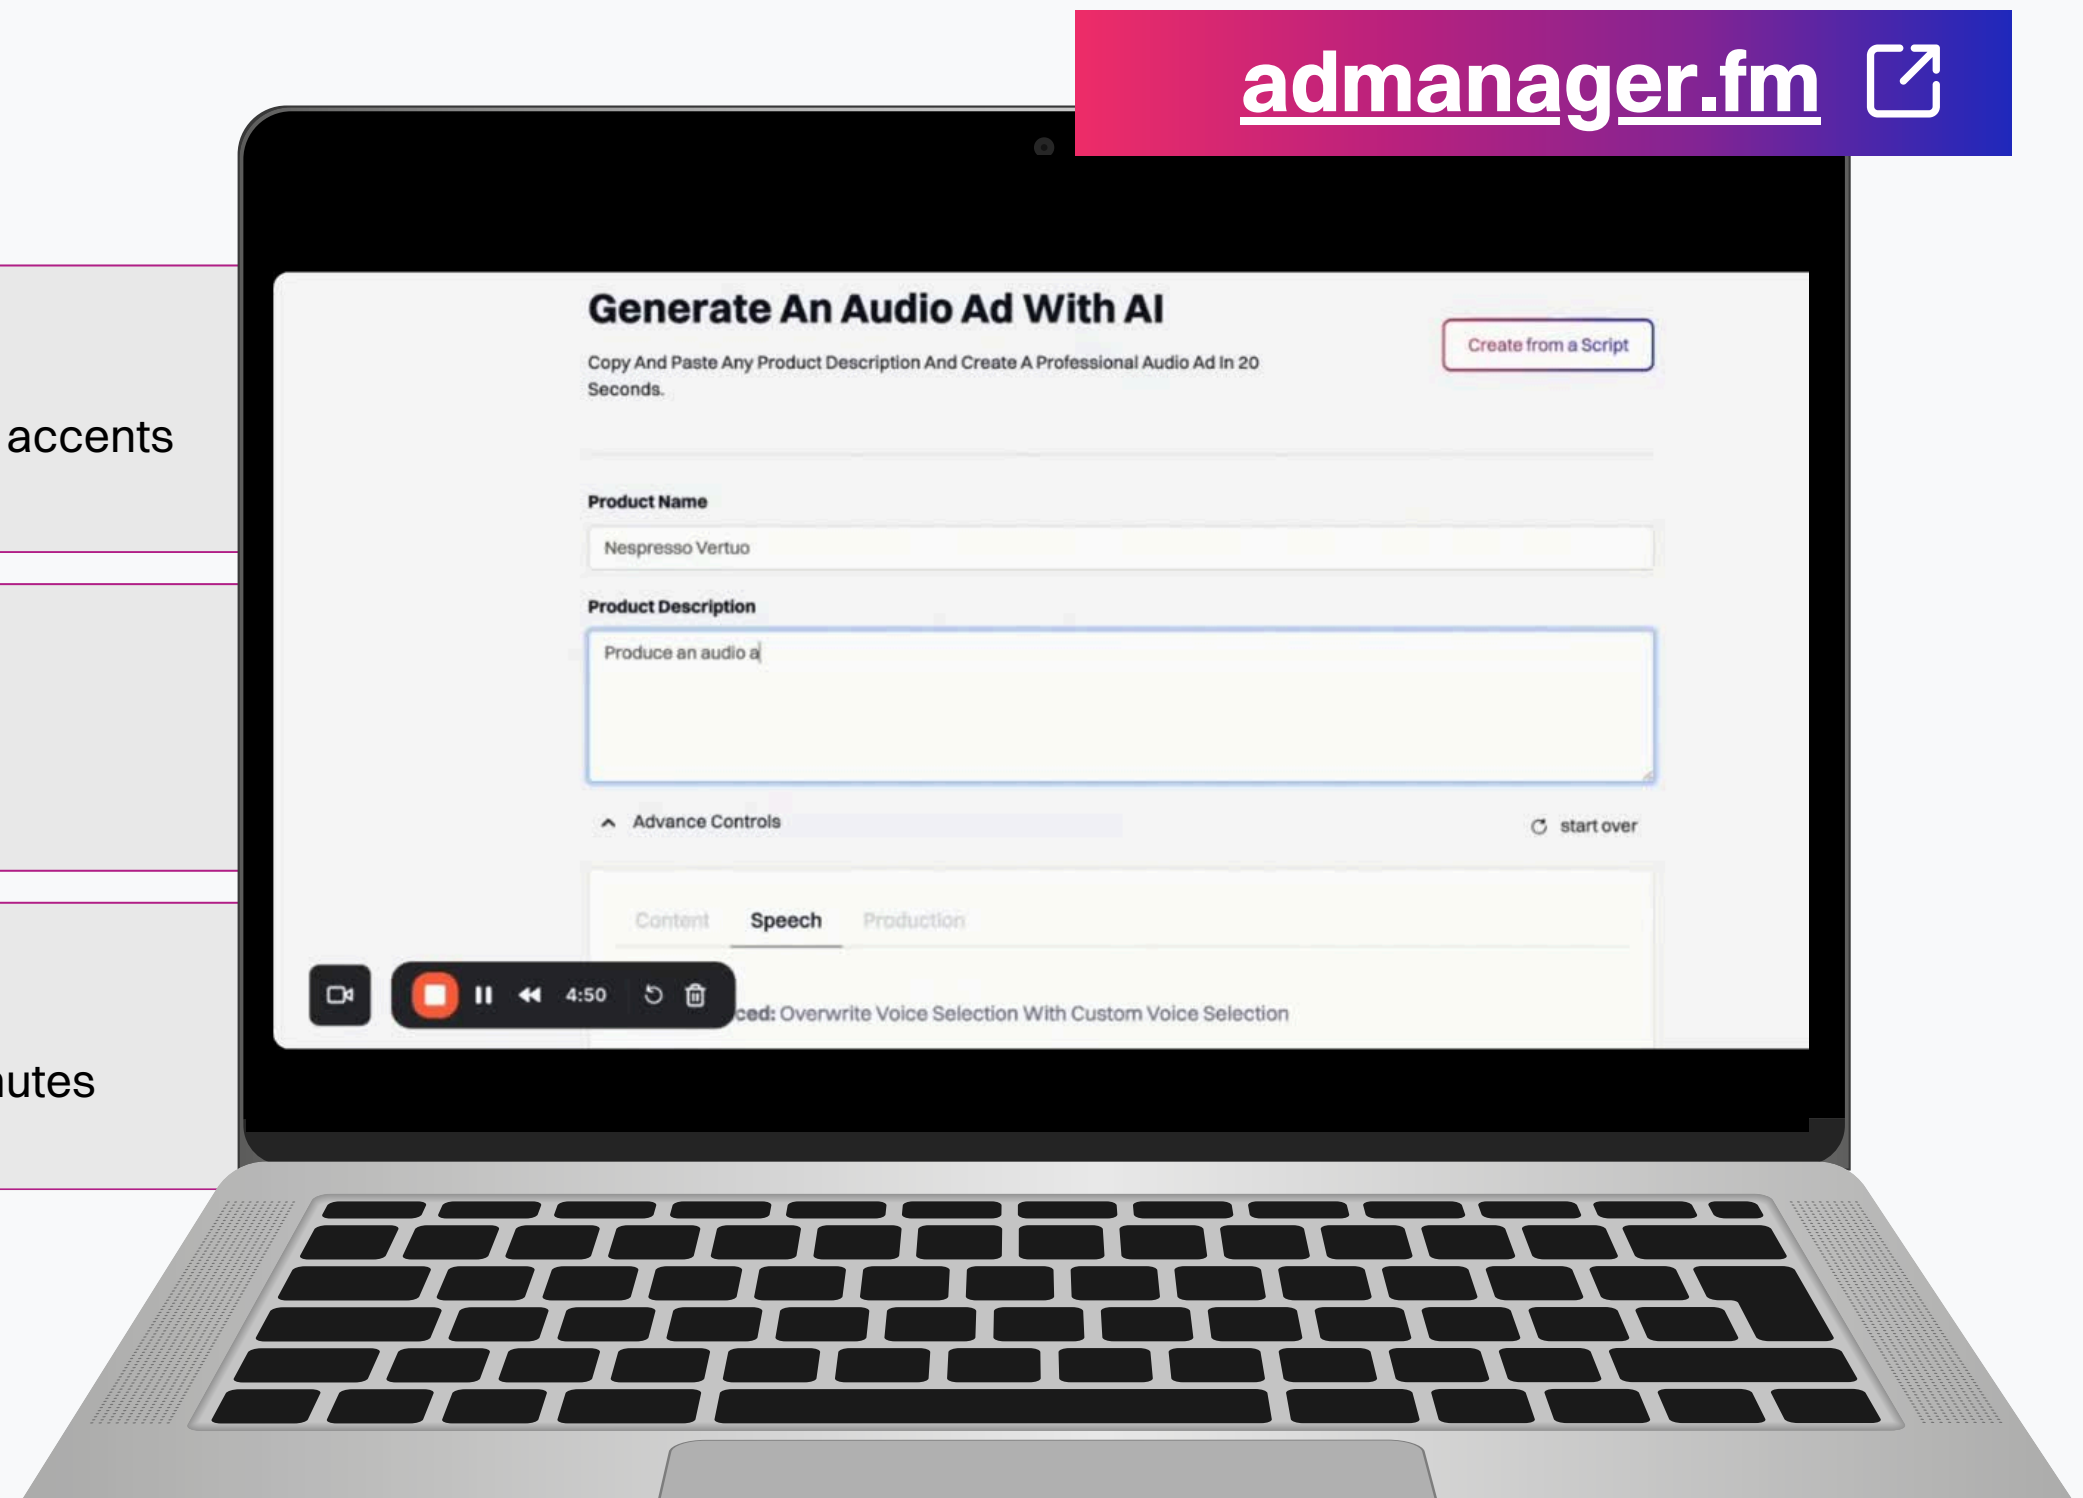 admanager.fm
Generate An Audio Ad With AI
Create from a Script
Copy And Paste Any Product Description And Create A Professional Audio Ad In 20
Seconds.
accents
Product Name
Nespresso Vertuo
Product Description
Produce an audio a
Advance Controls
start over
Content Speech Production
4:50
ced: Overwrite Voice Selection With Custom Voice Selection
utes